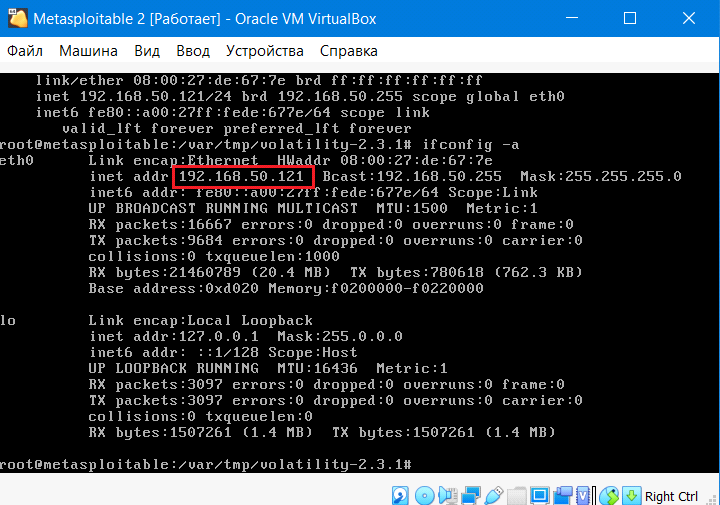 Metasploitable 2 [Работает] - Oracle VM VirtualBox
Файл Машина Вид Ввод Устройства Справка
link/ether 08:00:27:de:67:7e brd ff:ff:ff:ff:ff:ff
inet 192.168.50.121/24 brd 192.168.50.255 scope global eth0
inet6 fe80::a00:27ff:fede:677e/64 scope link
valid_lft forever preferred_lft forever
root@metasploitable:/var/tmp/volatility-2.3.1# ifconfig -a
eth0 Link encap:Ethernet HWaddr 08:00:27:de:67:7e
inet addr 192.168.50.121 Bcast:192.168.50.255 Mask:255.255.255.0
inet6 addr: fe80::a00:27ff:fede:677e/64 Scope:Link
UP BROADCAST RUNNING MULTICAST MTU:1500 Metric:1
RX packets:16667 errors:0 dropped:0 overruns:0 frame:0
TX packets:9684 errors:0 dropped:0 overruns:0 carrier:0
collisions:0 txqueuelen:1000
RX bytes:21460789 (20.4 MB) TX bytes:780618 (762.3 KB)
Base address:0xd020 Memory:f0200000-f0220000
lo Link encap:Local Loopback
inet addr:127.0.0.1 Mask:255.0.0.0
inet6 addr: ::1/128 Scope:Host
UP LOOPBACK RUNNING MTU:16436 Metric:1
RX packets:3097 errors:0 dropped:0 overruns:0 frame:0
TX packets:3097 errors:0 dropped:0 overruns:0 carrier:0
collisions:0 txqueuelen:0
RX bytes:1507261 (1.4 MB) TX bytes:1507261 (1.4 MB)
root@metasploitable:/var/tmp/volatility-2.3.1#
Right Ctrl